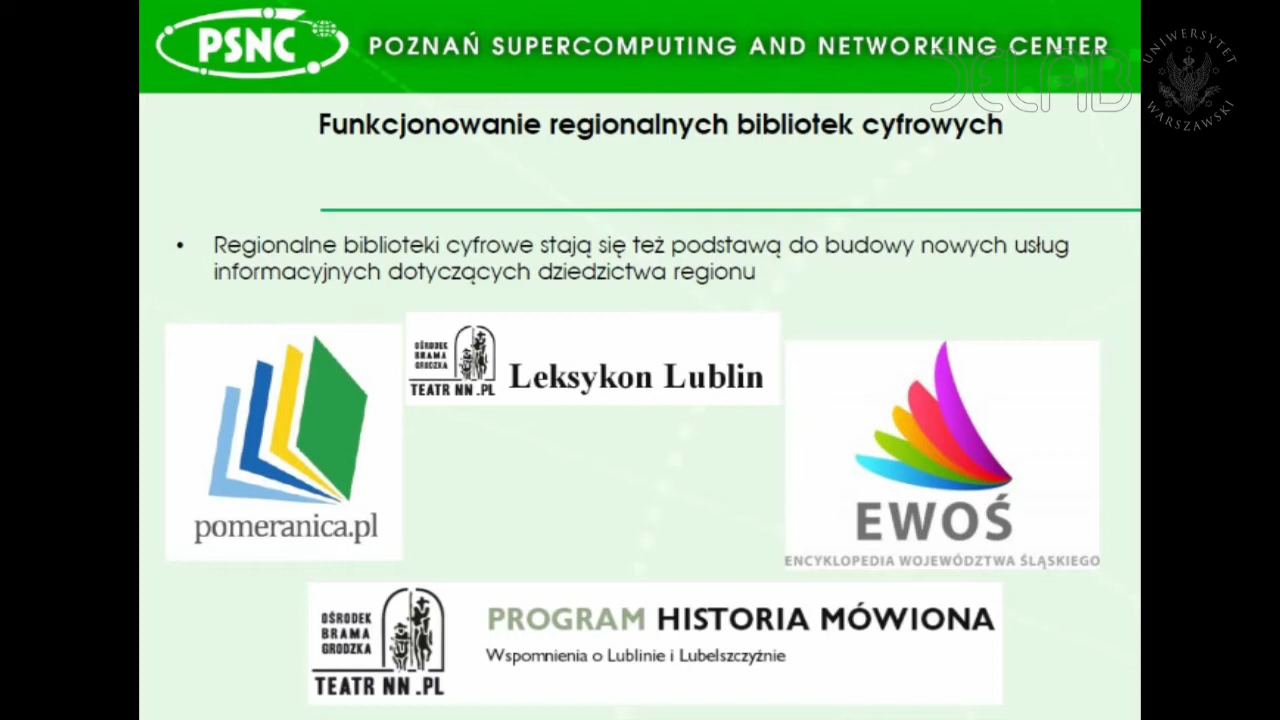 PSNC
POZNAŃ SUPERCOMPUTING AND NETWORKING CENTER
DELAB
UNIWERSYTET
WARSZAWSKI
Funkcjonowanie regionalnych bibliotek cyfrowych
• Regionalne biblioteki cyfrowe stają się też podstawą do budowy nowych usług
informacyjnych dotyczących dziedzictwa regionu
pomeranica.pl
OŚRODEK
BRAMA
GRODZKA
TEATR NN .PL
Leksykon Lublin
EWOŚ
ENCYKLOPEDIA WOJEWÓDZTWA ŚLĄSKIEGO
OŚRODEK
BRAMA
GRODZKA
TEATR NN .PL
PROGRAM HISTORIA MÓWIONA
Wspomnienia o Lublinie i Lubelszczyźnie